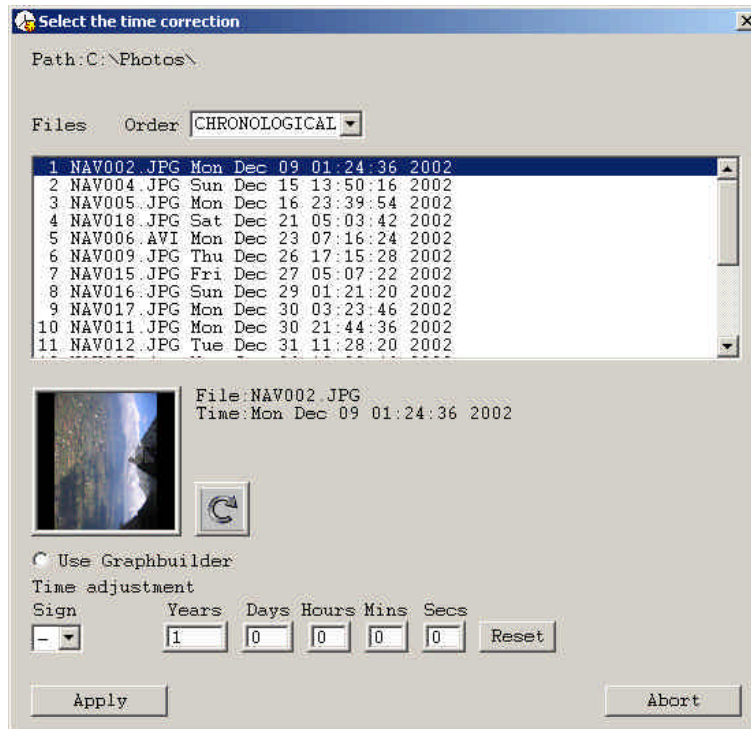 Select the time correction
Path:C:\Photos\
Files Order CHRONOLOGICAL
1 NAV002.JPG Mon Dec 09 01:24:36 2002
2 NAV004.JPG Sun Dec 15 13:50:16 2002
3 NAV005.JPG Mon Dec 16 23:39:54 2002
4 NAV018.JPG Sat Dec 21 05:03:42 2002
5 NAV006.AVI Mon Dec 23 07:16:24 2002
6 NAV009.JPG Thu Dec 26 17:15:28 2002
7 NAV015.JPG Fri Dec 27 05:07:22 2002
8 NAV016.JPG Sun Dec 29 01:21:20 2002
9 NAV017.JPG Mon Dec 30 03:23:46 2002
10 NAV011.JPG Mon Dec 30 21:44:36 2002
11 NAV012.JPG Tue Dec 31 11:28:20 2002
File:NAV002.JPG
Time:Mon Dec 09 01:24:36 2002
Use Graphbuilder
Time adjustment
Sign Years Days Hours Mins Secs
- 1 0 0 0 0 Reset
Apply Abort